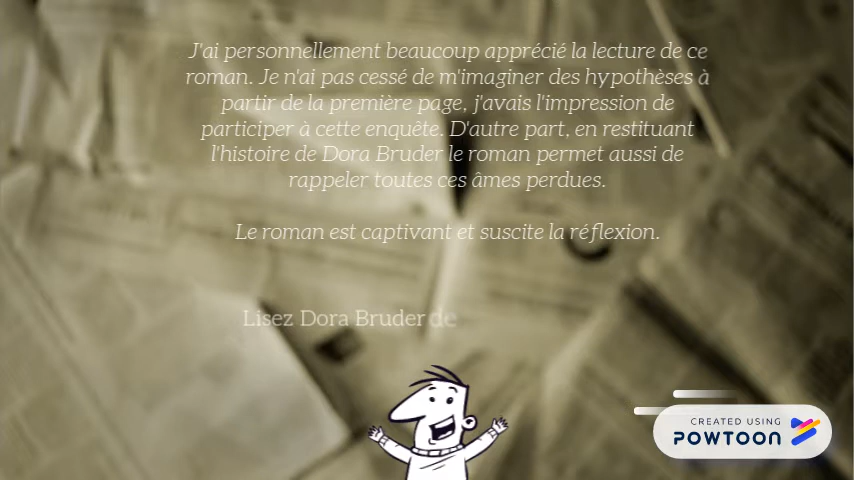 J'ai personnellement beaucoup apprécié la lecture de ce
roman. Je n'ai pas cessé de m'imaginer des hypothèses à
partir de la première page, j'avais l'impression de
participer à cette enquête. D'autre part, en restituant
l'histoire de Dora Bruder le roman permet aussi de
rappeler toutes ces âmes perdues.
Le roman est captivant et suscite la réflexion.
Lisez Dora Bruder de
CREATED USING
POWTOON